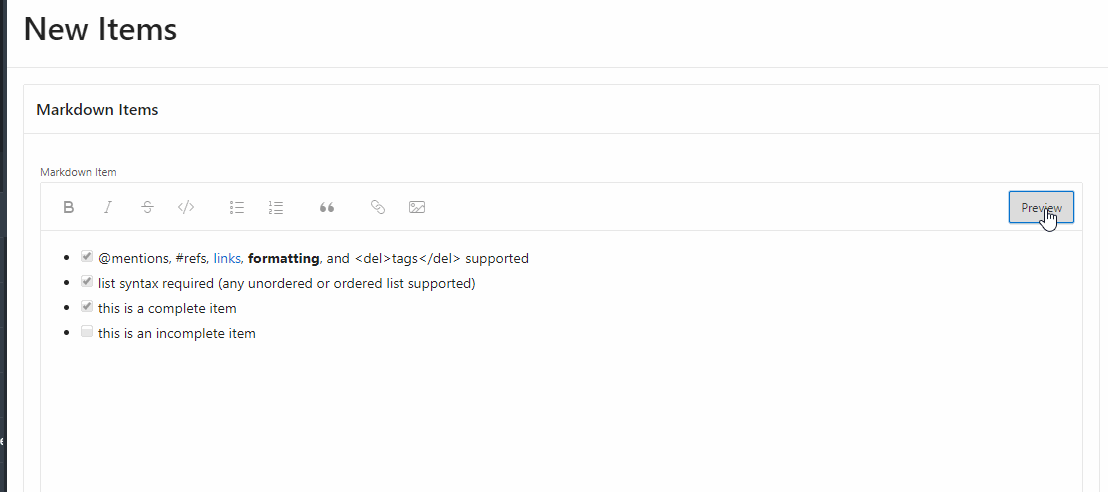 New Items
Markdown Items
Markdown Item
B I S </> Preview
@mentions, #refs, links, formatting, and <del>tags</del> supported
list syntax required (any unordered or ordered list supported)
this is a complete item
this is an incomplete item